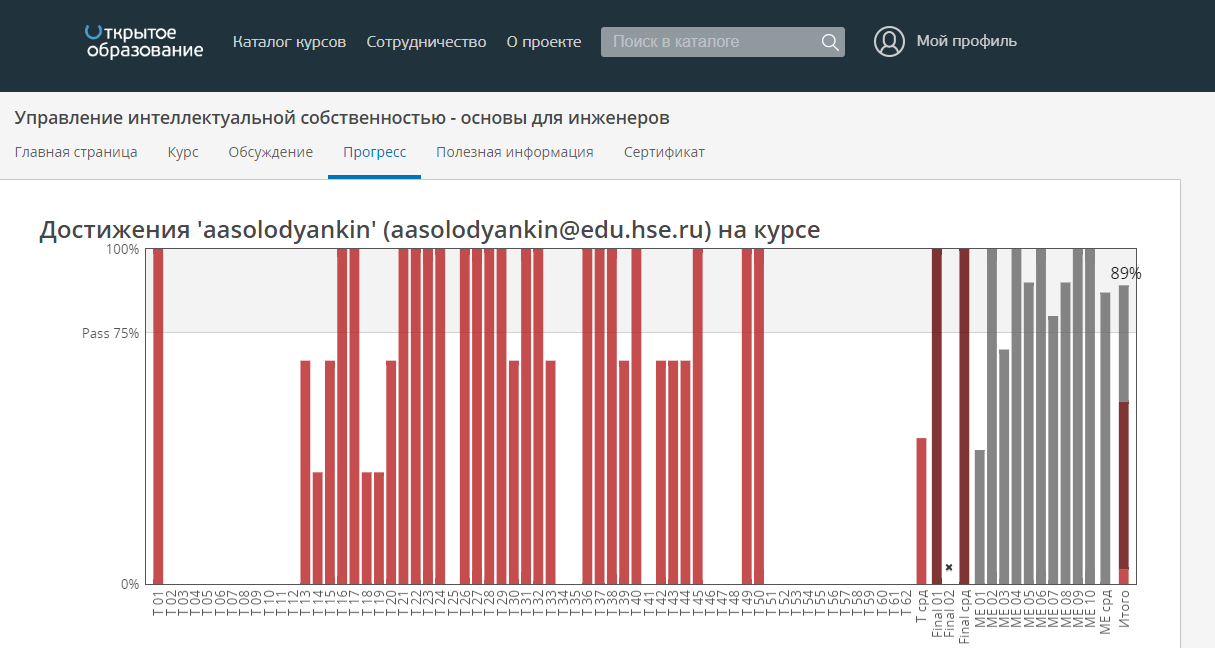 Открытое
образование
Каталог курсов Сотрудничество О проекте Поиск в каталоге Мой профиль
Управление интеллектуальной собственностью - основы для инженеров
Главная страница Курс Обсуждение Прогресс Полезная информация Сертификат
Достижения 'aasolodyankin' (aasolodyankin@edu.hse.ru) на курсе
100%
89%
Pass 75%
0%
T 01 T 02 T 03 T 04 T 05 T 06 T 07 T 08 T 09 T 10 T 11 T 12 T 13 T 14 T 15 T 16 T 17 T 18 T 19 T 20 T 21 T 22 T 23 T 24 T 25 T 26 T 27 T 28 T 29 T 30 T 31 T 32 T 33 T 34 T 35 T 36 T 37 T 38 T 39 T 40 T 41 T 42 T 43 T 44 T 45 T 46 T 47 T 48 T 49 T 50 T 51 T 52 T 53 T 54 T 55 T 56 T 57 T 58 T 59 T 60 T 61 T 62 T срд Final 01 Final 02 Final срд ME 01 ME 02 ME 03 ME 04 ME 05 ME 06 ME 07 ME 08 ME 09 ME 10 ME срд Итого